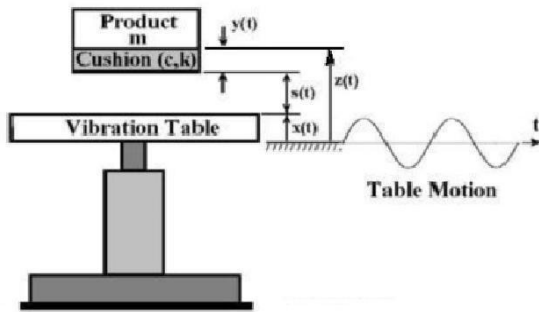 Product
m
y(t)
Cushion (c,k)
s(t)
z(t)
Vibration Table
x(t)
t
Table Motion